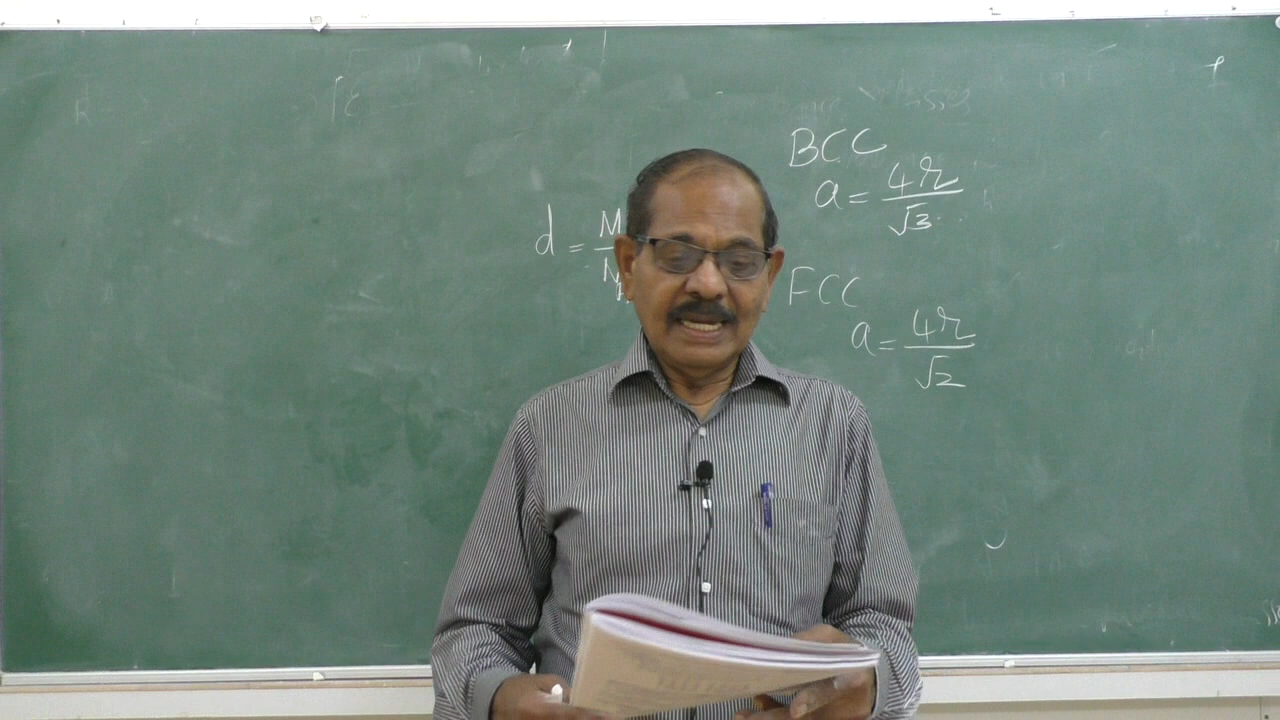 d = M
N
BCC
a = 4r/√3
FCC
a = 4r/√2